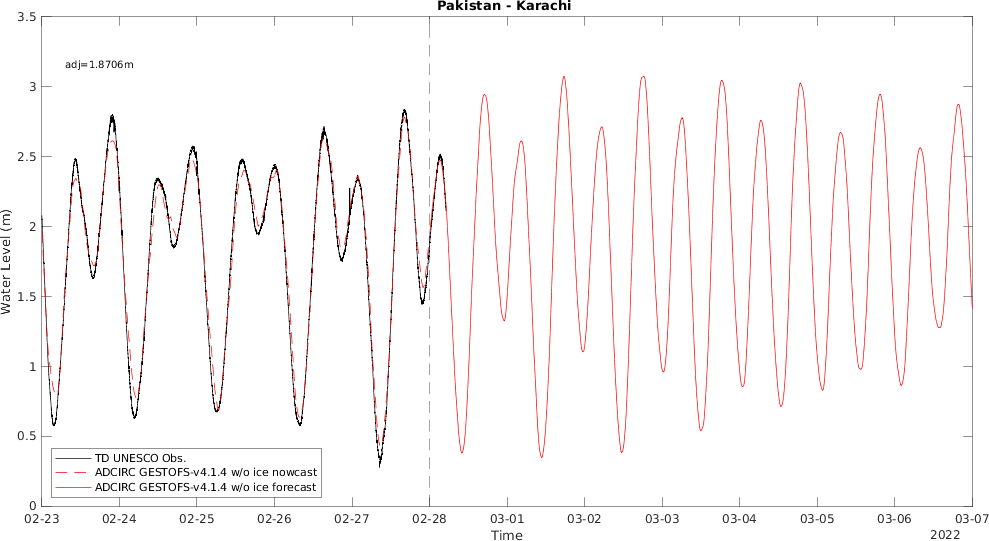 Pakistan - Karachi
3.5
adj=1.8706m
3
2.5
2
1.5
1
0.5
0
Water Level (m)
TD UNESCO Obs.
ADCIRC GESTOFS-v4.1.4 w/o ice nowcast
ADCIRC GESTOFS-v4.1.4 w/o ice forecast
02-23 02-24 02-25 02-26 02-27 02-28 03-01 03-02 03-03 03-04 03-05 03-06 03-07
Time
2022